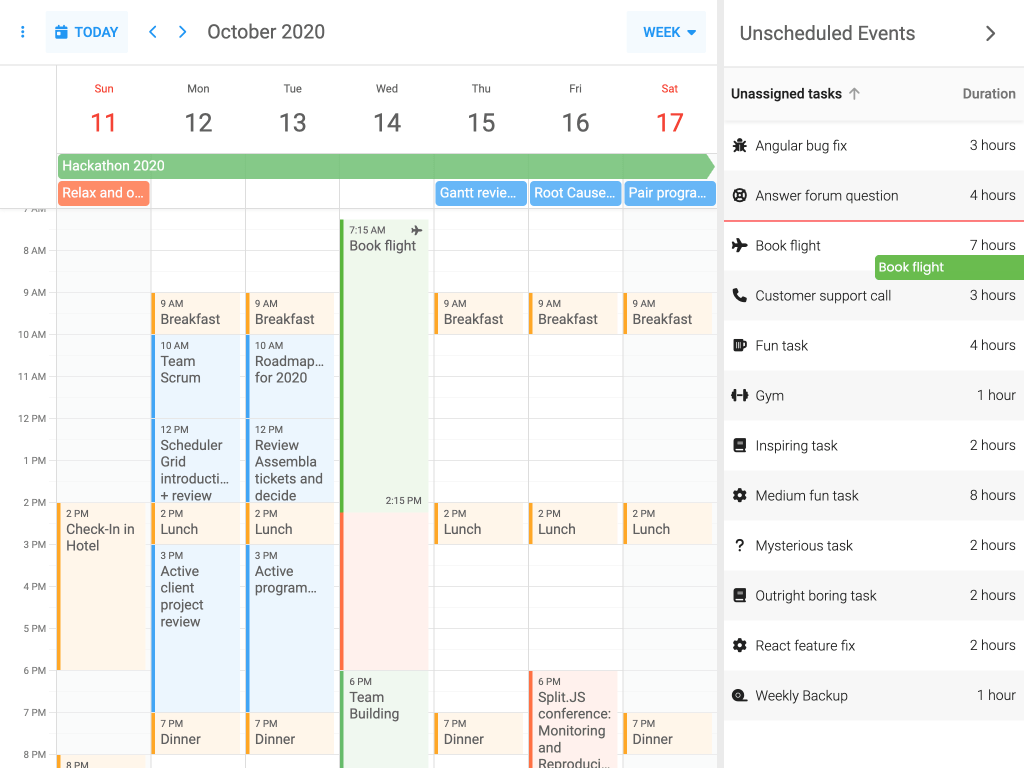 TODAY
October 2020
WEEK
Sun
Mon
Tue
Wed
Thu
Fri
Sat
11
12
13
14
15
16
17
Hackathon 2020
Relax and o...
Gantt revie...
Root Cause...
Pair progra...
7 AM
8 AM
9 AM
10 AM
11 AM
12 PM
1 PM
2 PM
3 PM
4 PM
5 PM
6 PM
7 PM
8 PM
2 PM
Check-In in
Hotel
8 PM
9 AM
Breakfast
10 AM
Team
Scrum
12 PM
Scheduler
Grid
introducti...
+ review
2 PM
Lunch
3 PM
Active
client
project
review
7 PM
Dinner
9 AM
Breakfast
10 AM
Roadmap...
for 2020
12 PM
Review
Assembla
tickets and
decide
2 PM
Lunch
3 PM
Active
program...
7 PM
Dinner
7:15 AM
Book flight
2:15 PM
6 PM
Team
Building
9 AM
Breakfast
2 PM
Lunch
7 PM
Dinner
9 AM
Breakfast
2 PM
Lunch
6 PM
Split.JS
conference:
Monitoring
and
Reproduci...
9 AM
Breakfast
2 PM
Lunch
7 PM
Dinner
Unscheduled Events
Unassigned tasks
Duration
Angular bug fix
3 hours
Answer forum question
4 hours
Book flight
7 hours
Book flight
Customer support call
3 hours
Fun task
4 hours
Gym
1 hour
Inspiring task
2 hours
Medium fun task
8 hours
Mysterious task
2 hours
Outright boring task
2 hours
React feature fix
2 hours
Weekly Backup
1 hour